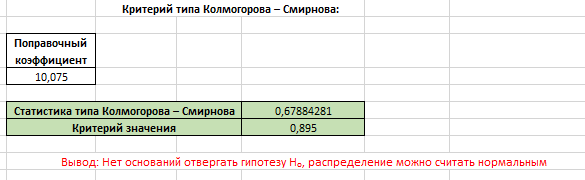 Критерий типа Колмогорова – Смирнова:
Поправочный
коэффициент
10,075
Статистика типа Колмогорова – Смирнова 0,67884281
Критерий значения 0,895
Вывод: Нет оснований отвергать гипотезу H₀, распределение можно считать нормальным